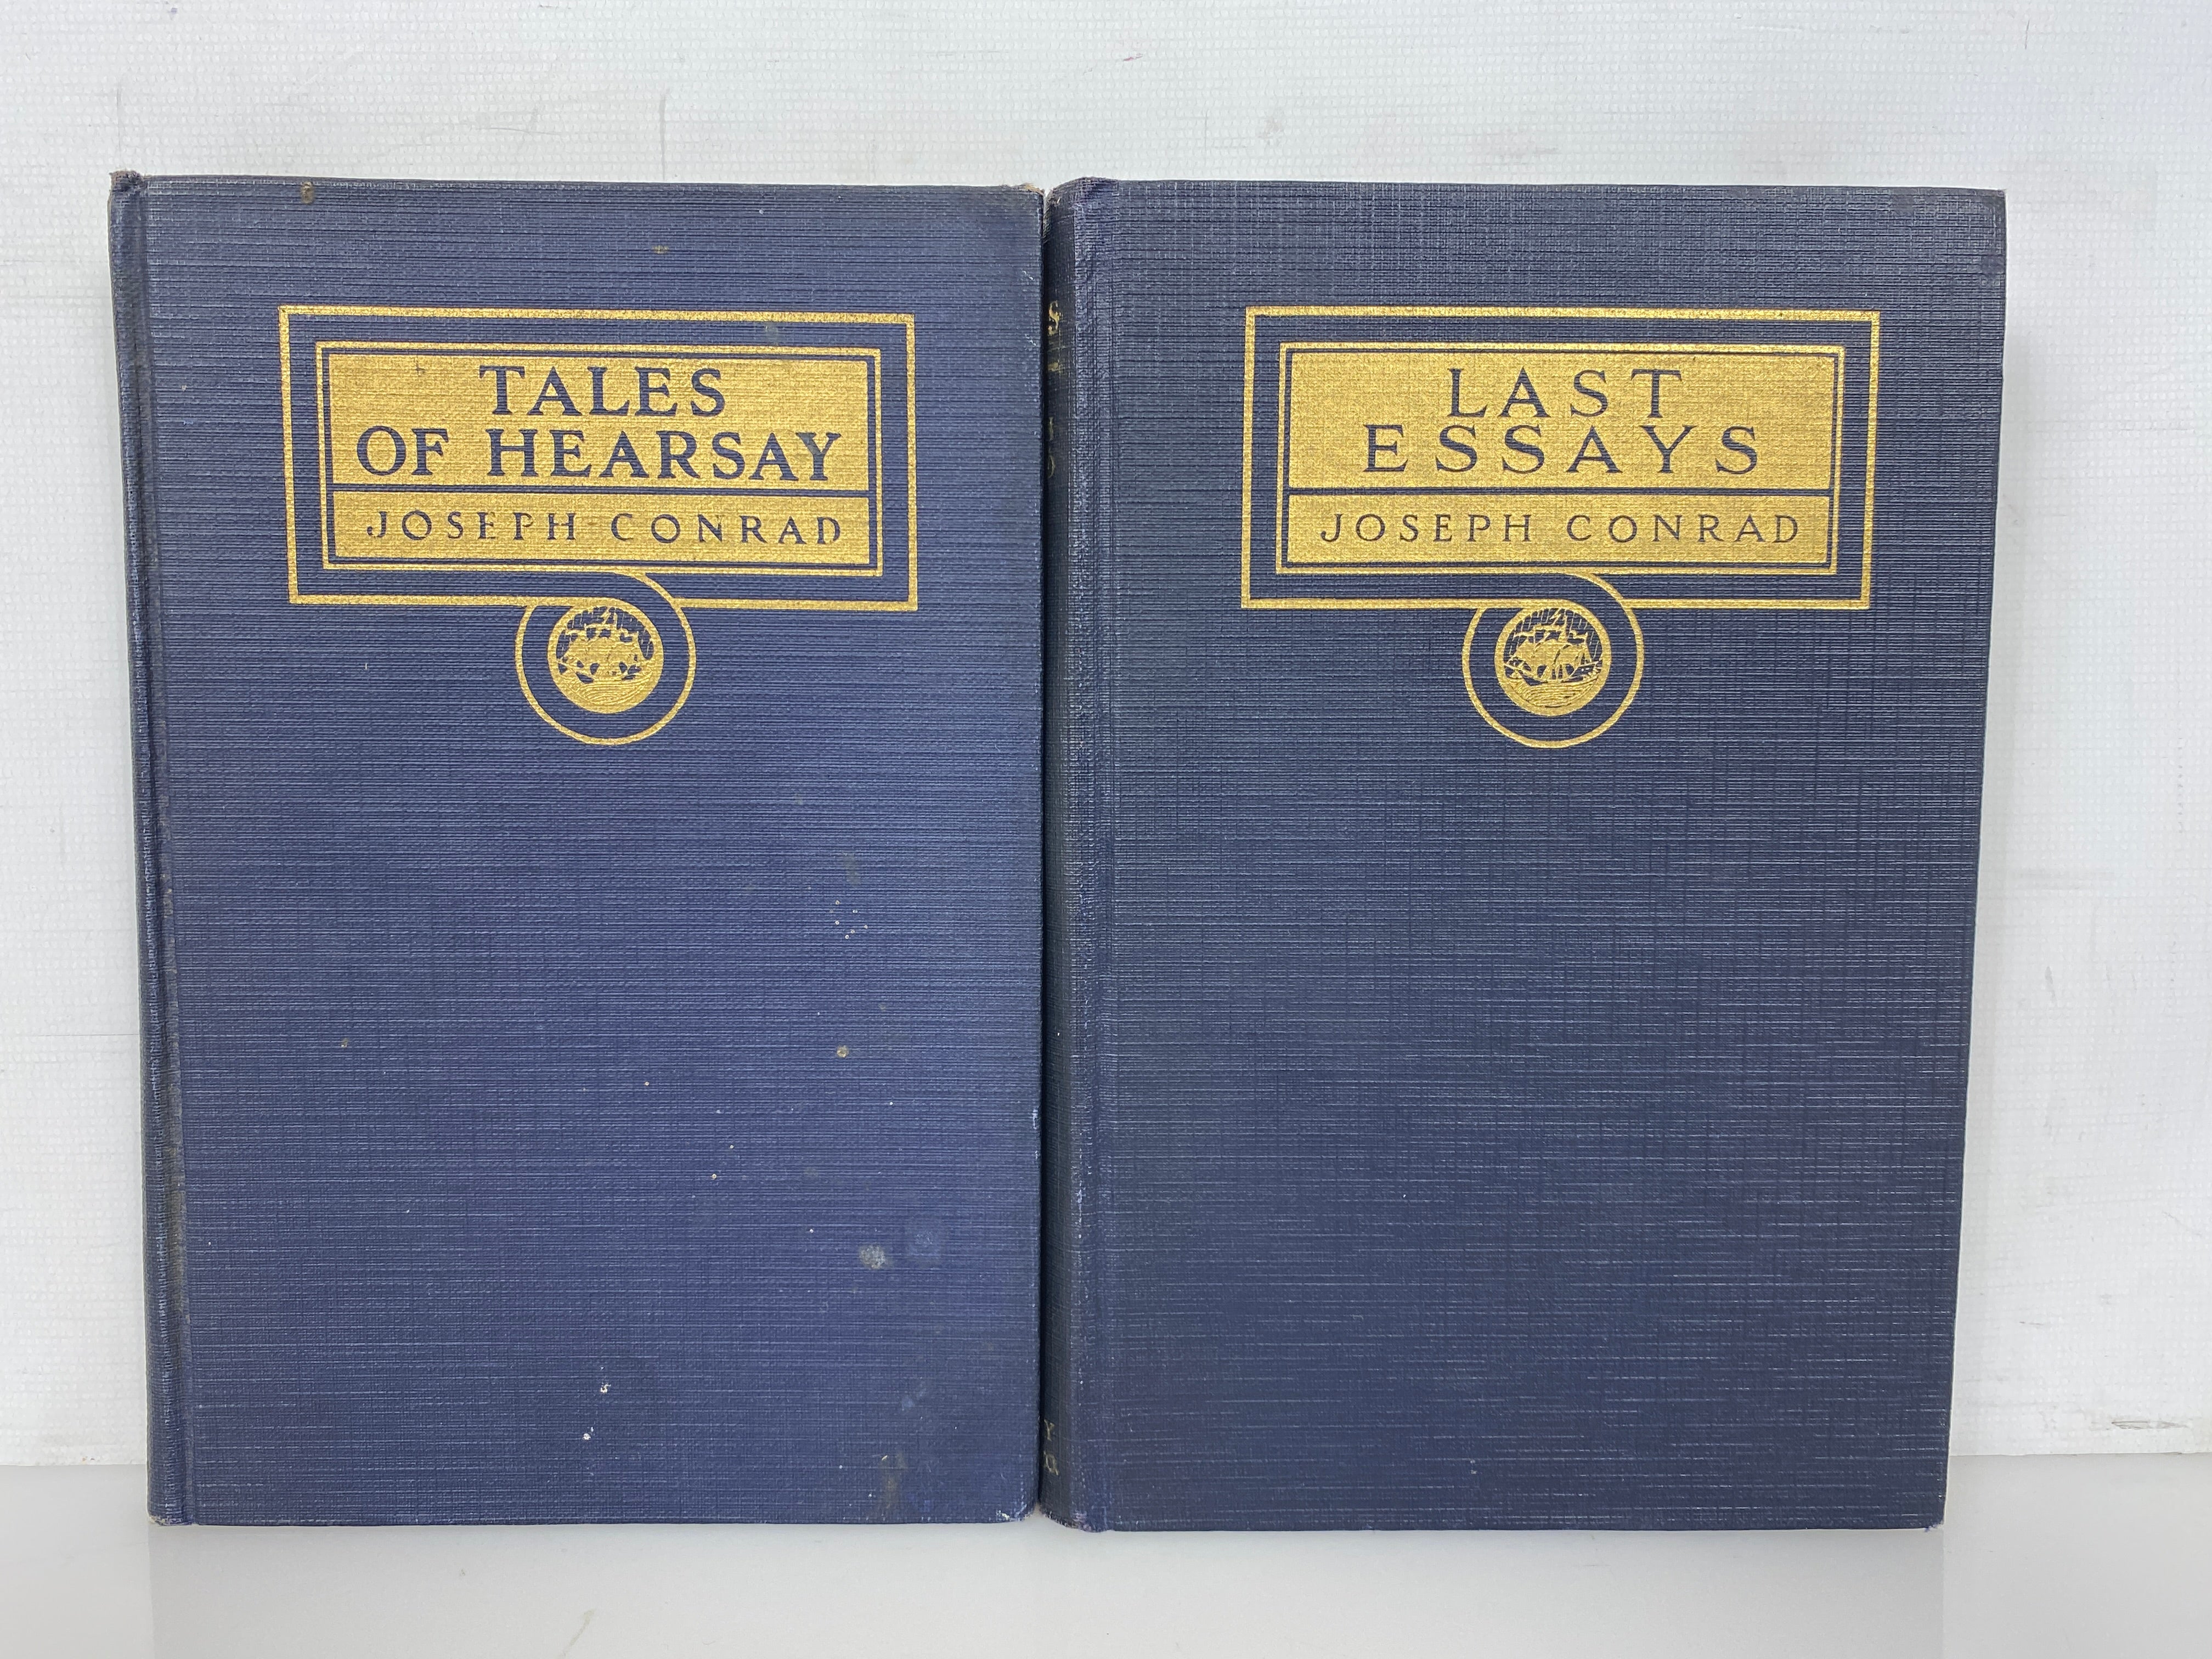 TALES
OF HEARSAY
JOSEPH CONRAD
LAST
ESSAYS
JOSEPH CONRAD